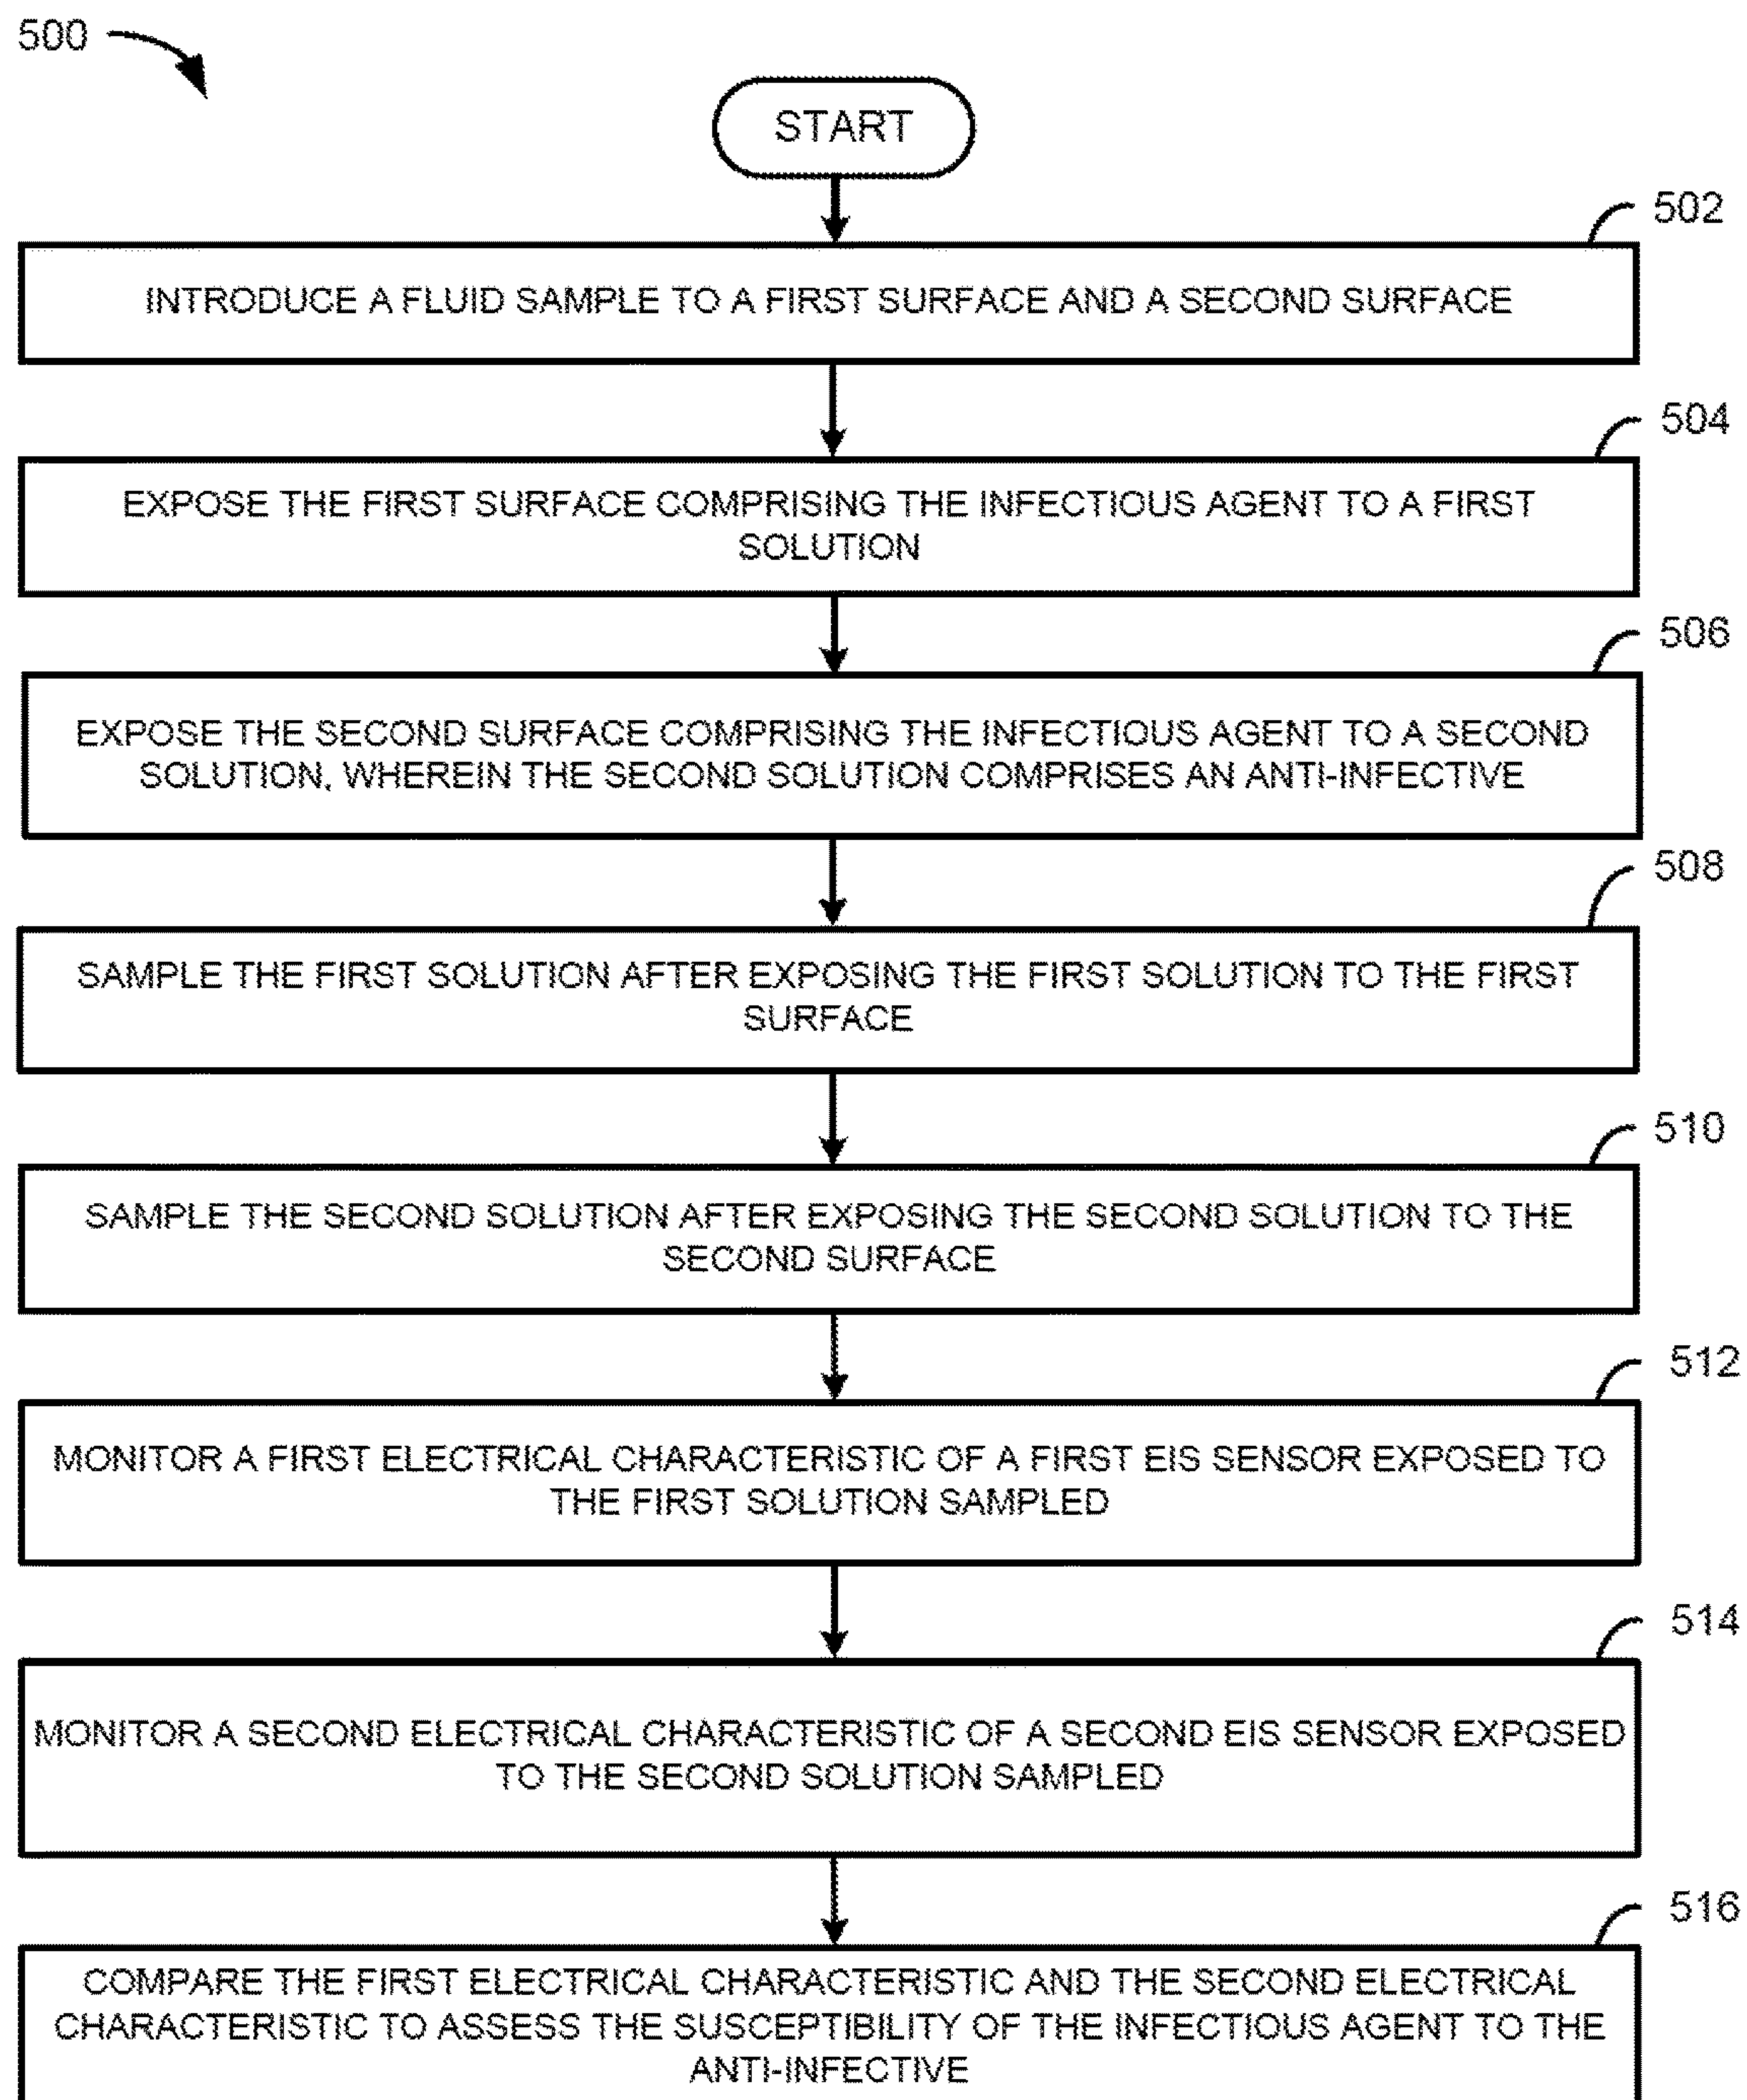 500
START
502
INTRODUCE A FLUID SAMPLE TO A FIRST SURFACE AND A SECOND SURFACE
504
EXPOSE THE FIRST SURFACE COMPRISING THE INFECTIOUS AGENT TO A FIRST
SOLUTION
506
EXPOSE THE SECOND SURFACE COMPRISING THE INFECTIOUS AGENT TO A SECOND
SOLUTION, WHEREIN THE SECOND SOLUTION COMPRISES AN ANTI-INFECTIVE
508
SAMPLE THE FIRST SOLUTION AFTER EXPOSING THE FIRST SOLUTION TO THE FIRST
SURFACE
510
SAMPLE THE SECOND SOLUTION AFTER EXPOSING THE SECOND SOLUTION TO THE
SECOND SURFACE
512
MONITOR A FIRST ELECTRICAL CHARACTERISTIC OF A FIRST EIS SENSOR EXPOSED TO
THE FIRST SOLUTION SAMPLED
514
MONITOR A SECOND ELECTRICAL CHARACTERISTIC OF A SECOND EIS SENSOR EXPOSED
TO THE SECOND SOLUTION SAMPLED
516
COMPARE THE FIRST ELECTRICAL CHARACTERISTIC AND THE SECOND ELECTRICAL
CHARACTERISTIC TO ASSESS THE SUSCEPTIBILITY OF THE INFECTIOUS AGENT TO THE
ANTI-INFECTIVE